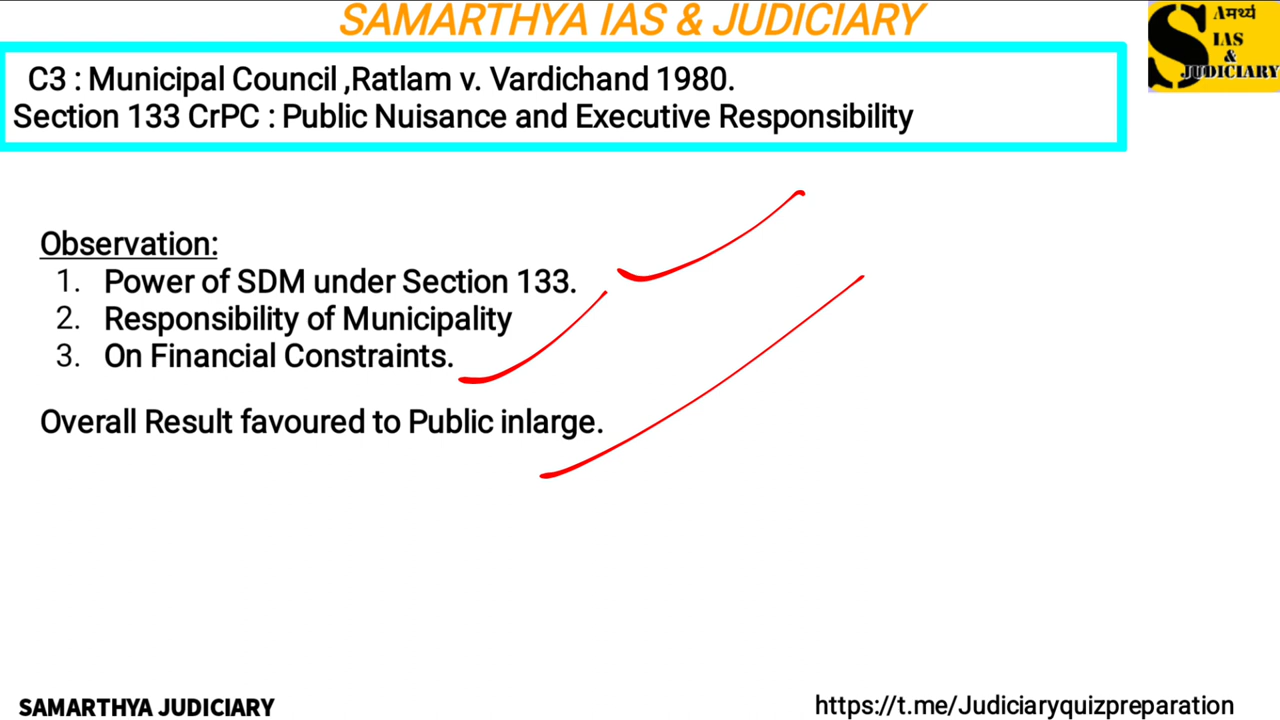 SAMARTHYA IAS & JUDICIARY
Sअमर्थ्य
IAS
&
JUDICIARY
C3 : Municipal Council ,Ratlam v. Vardichand 1980.
Section 133 CrPC : Public Nuisance and Executive Responsibility
Observation:
1. Power of SDM under Section 133.
2. Responsibility of Municipality
3. On Financial Constraints.
Overall Result favoured to Public inlarge.
SAMARTHYA JUDICIARY
https://t.me/Judiciaryquizpreparation